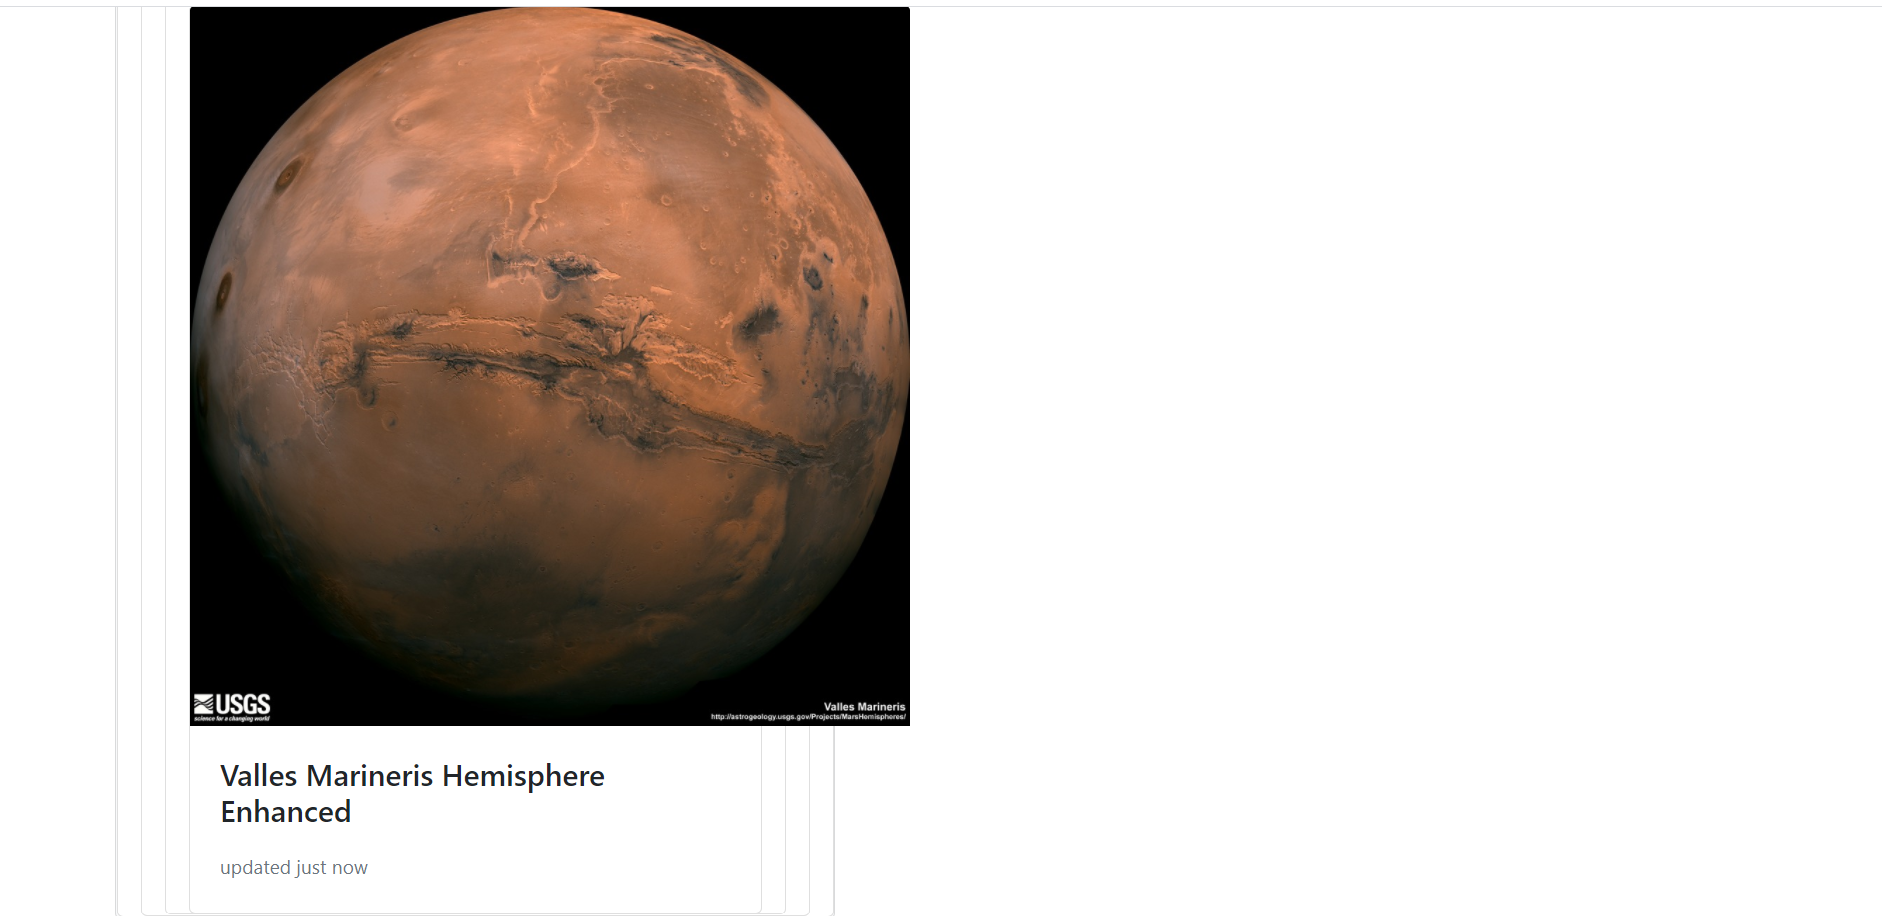 USGS
science for a changing world
Valles Marineris
http://astrogeology.usgs.gov/Projects/MarsHemispheres/
Valles Marineris Hemisphere
Enhanced
updated just now